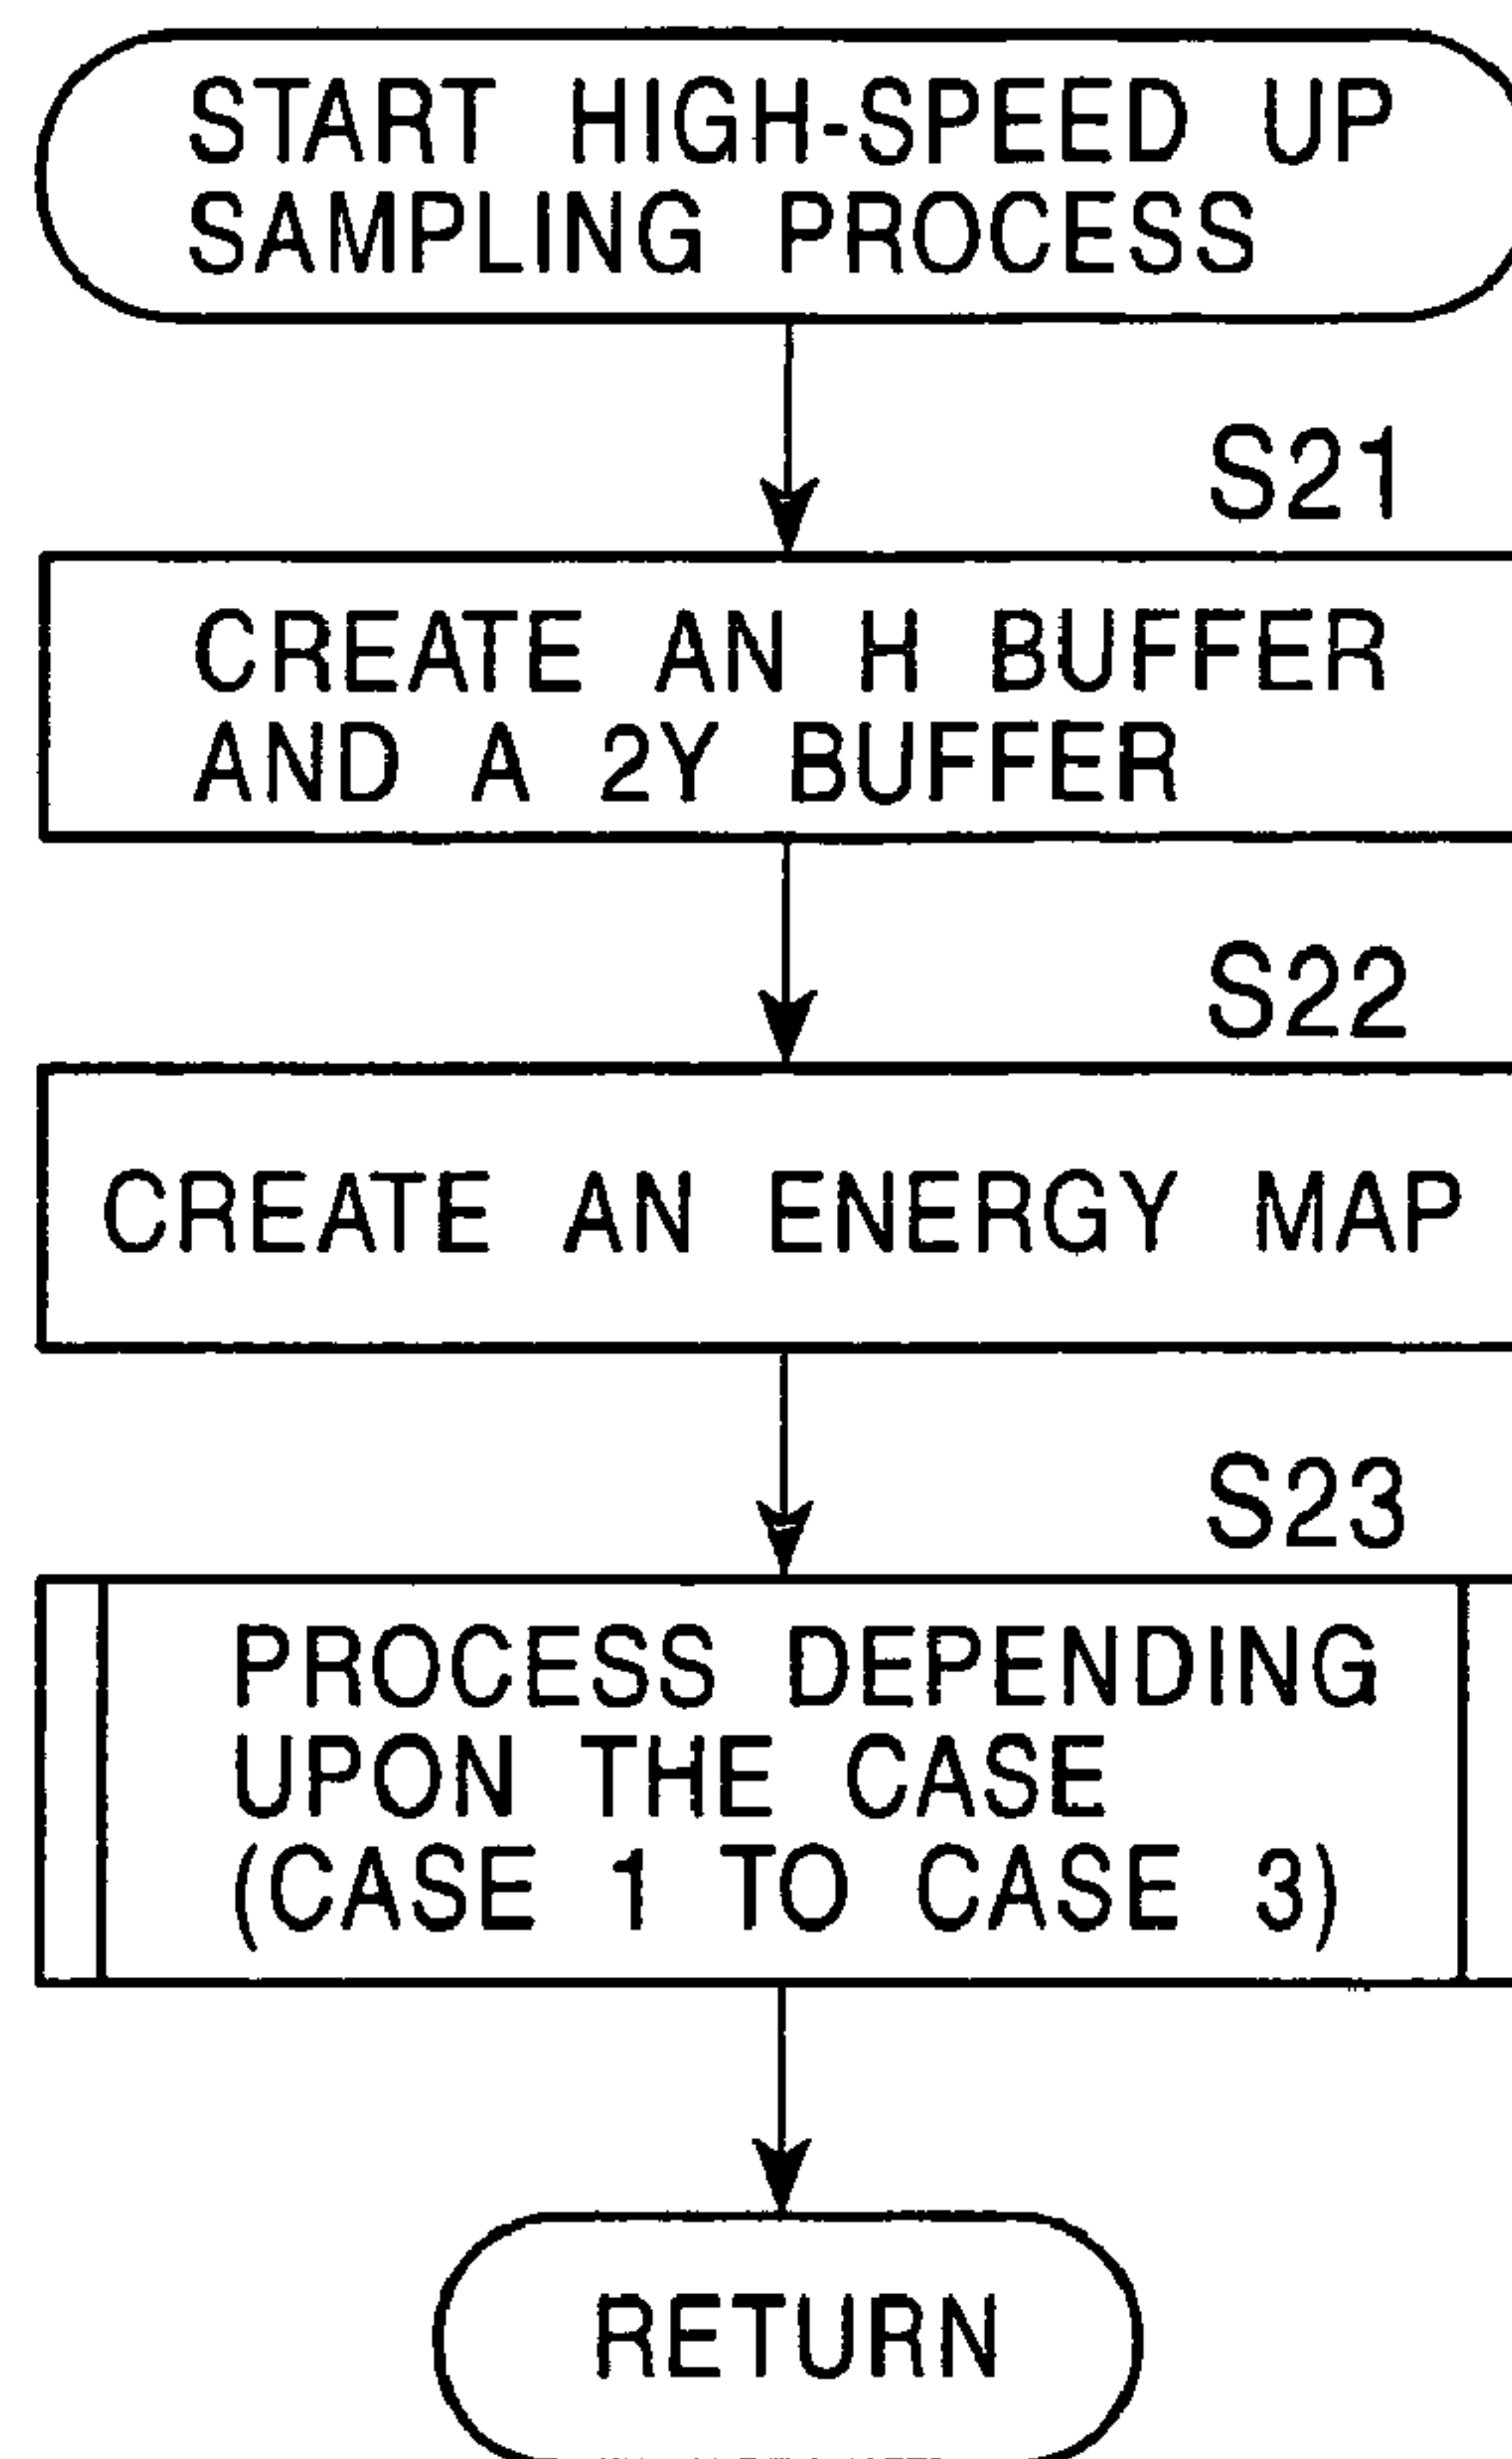 START HIGH-SPEED UP
SAMPLING PROCESS
S21
CREATE AN H BUFFER
AND A 2Y BUFFER
S22
CREATE AN ENERGY MAP
S23
PROCESS DEPENDING
UPON THE CASE
(CASE 1 TO CASE 3)
RETURN